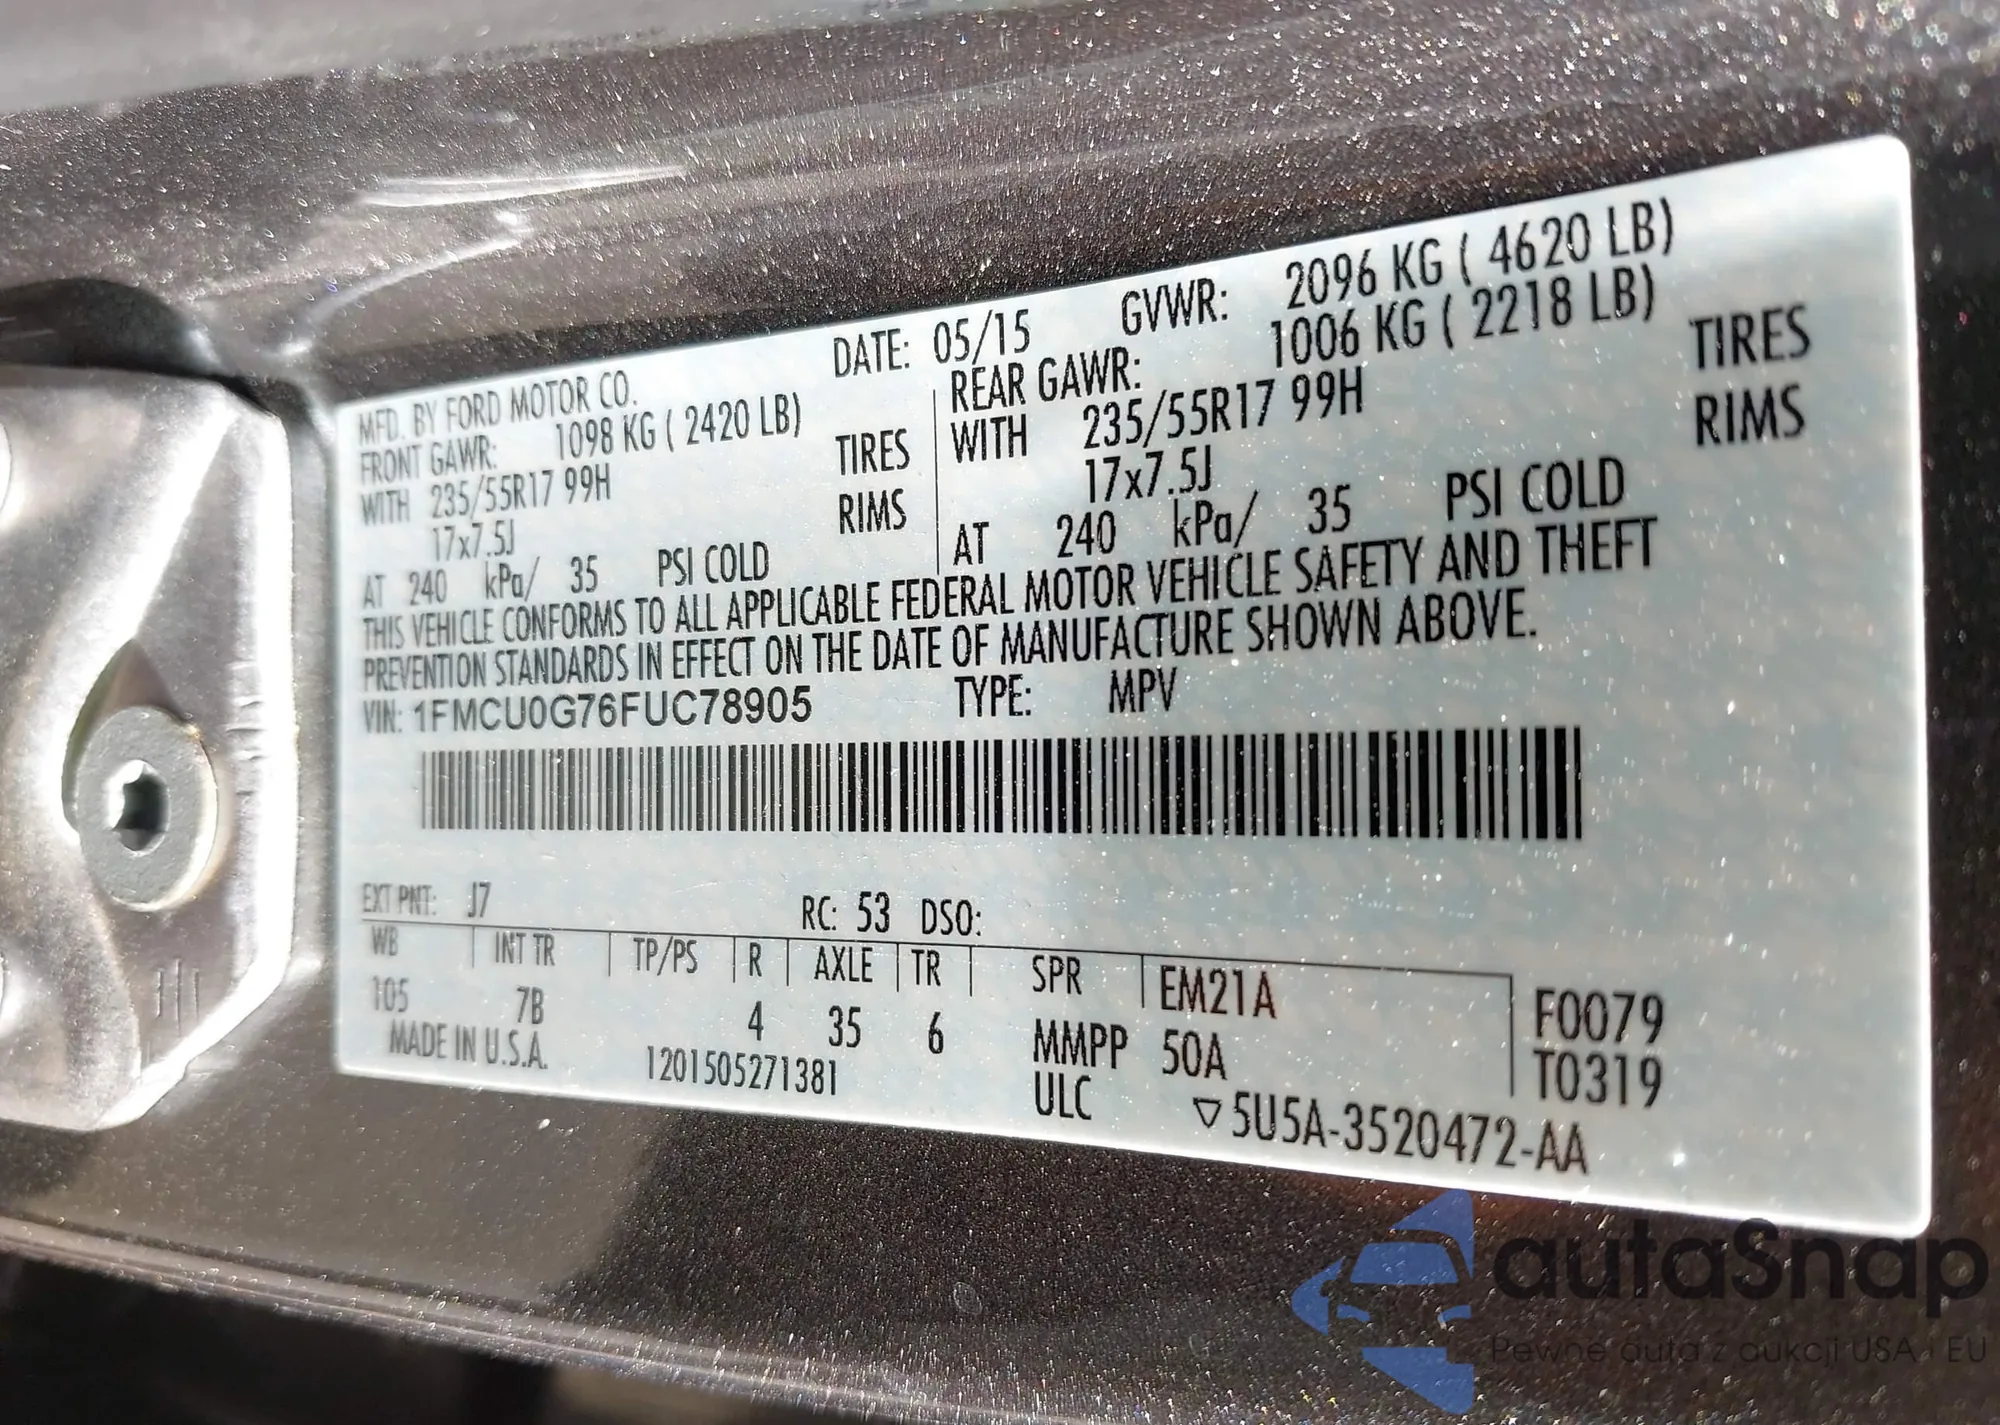 MFD. BY FORD MOTOR CO. DATE: 05/15 GVWR: 2096 KG ( 4620 LB)
FRONT GAWR: 1098 KG ( 2420 LB) REAR GAWR: 1006 KG ( 2218 LB)
WITH 235/55R17 99H TIRES WITH 235/55R17 99H TIRES
17x7.5J RIMS 17x7.5J RIMS
AT 240 kPa/ 35 PSI COLD AT 240 kPa/ 35 PSI COLD
THIS VEHICLE CONFORMS TO ALL APPLICABLE FEDERAL MOTOR VEHICLE SAFETY AND THEFT
PREVENTION STANDARDS IN EFFECT ON THE DATE OF MANUFACTURE SHOWN ABOVE.
VIN: 1FMCU0G76FUC78905 TYPE: MPV
EXT PNT: J7 RC: 53 DSO:
WB INT TR TP/PS R AXLE TR SPR EM21A F0079
105 7B 4 35 6 MMPP 50A T0319
MADE IN U.S.A. 1201505271381 ULC ▽5U5A-3520472-AA
autaSnap
Pewne auta z aukcji USA i EU